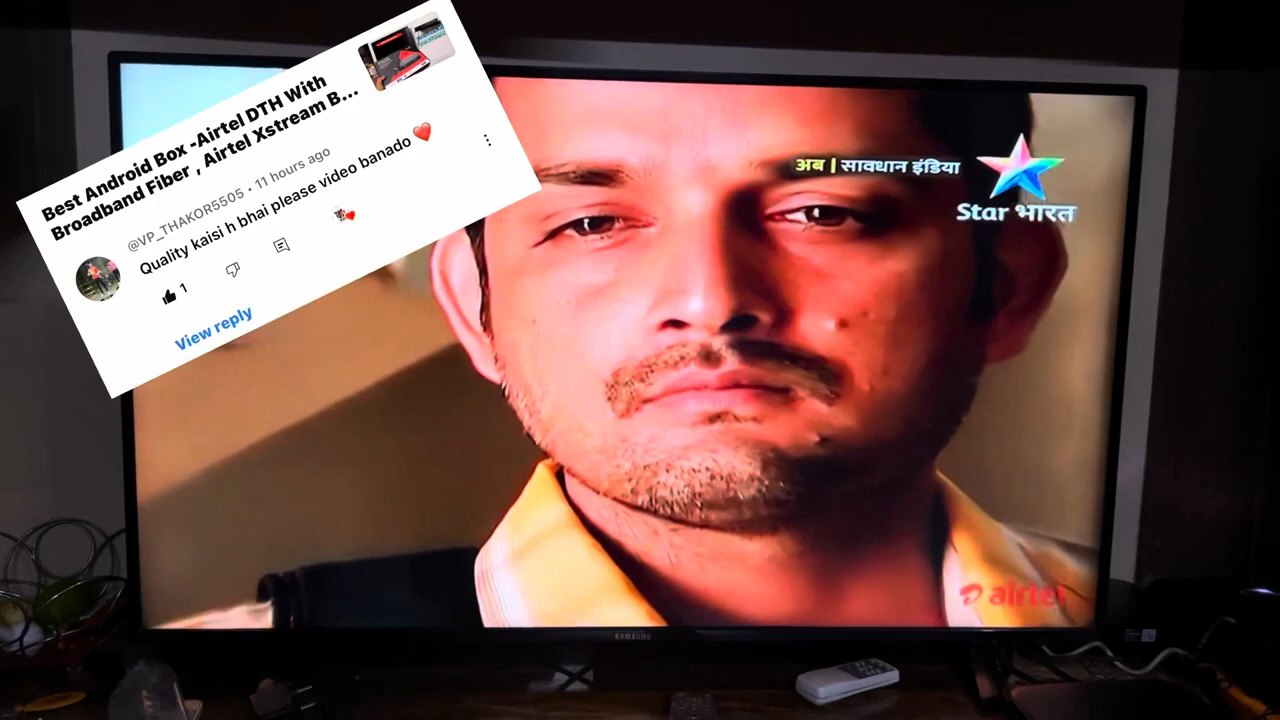 Best Android Box -Airtel DTH With
Broadband Fiber , Airtel Xstream B...
@VP_THAKOR5505 • 11 hours ago
Quality kaisi h bhai please video banado ❤️
1
View reply
अब | सावधान इंडिया
Star भारत
airtel
SAMSUNG